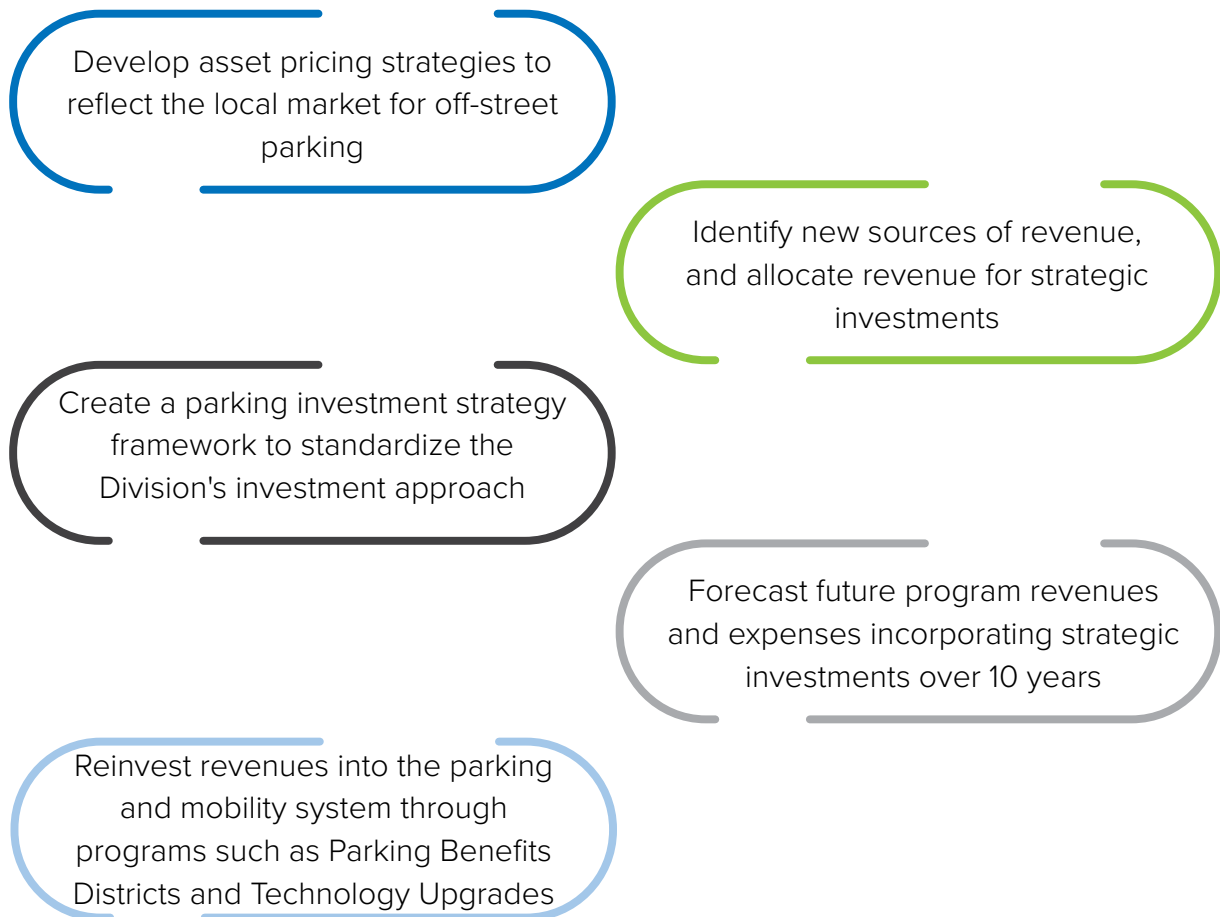 Develop asset pricing strategies to
reflect the local market for off-street
parking
Identify new sources of revenue,
and allocate revenue for strategic
investments
Create a parking investment strategy
framework to standardize the
Division's investment approach
Forecast future program revenues
and expenses incorporating strategic
investments over 10 years
Reinvest revenues into the parking
and mobility system through
programs such as Parking Benefits
Districts and Technology Upgrades